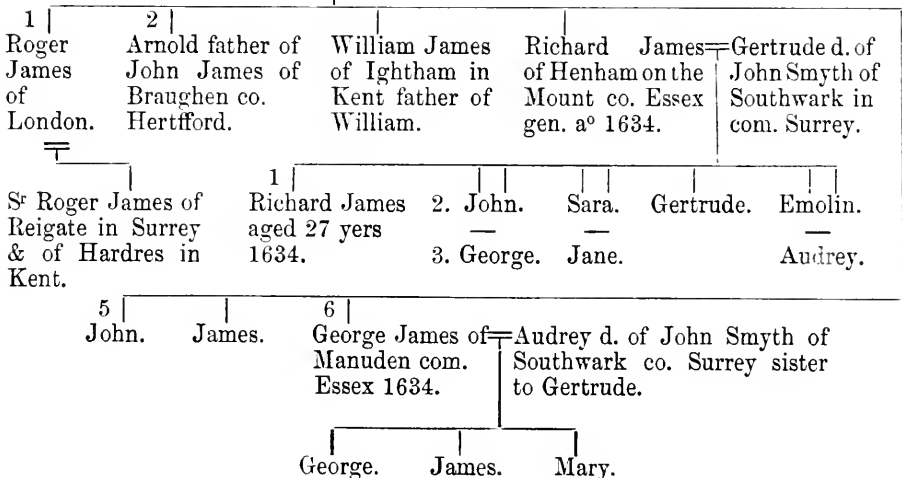 1 2
Roger Arnold father of William James Richard James Gertrude d. of
James John James of of Ightham in of Henham on the John Smyth of
of Braughen co. Kent father of Mount co. Essex Southwark in
London. Hertfford. William. gen. aº 1634. com. Surrey.
1
Sr Roger James of Richard James 2. John. Sara. Gertrude. Emolin.
Reigate in Surrey aged 27 yers
& of Hardres in 1634. 3. George. Jane. Audrey.
Kent.
5 6
John. James. George James of Audrey d. of John Smyth of
Manuden com. Southwark co. Surrey sister
Essex 1634. to Gertrude.
George. James. Mary.